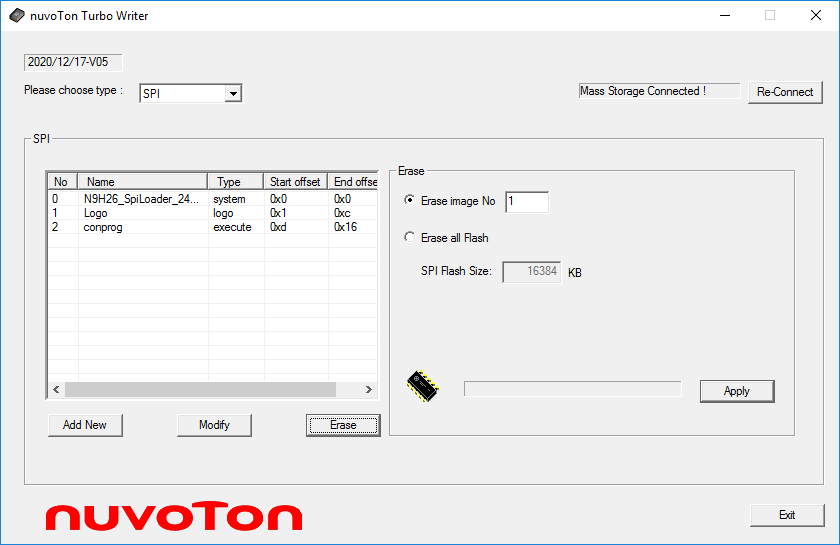 nuvoTon Turbo Writer
2020/12/17-V05
Please choose type :
SPI
Mass Storage Connected !
Re-Connect
SPI
No Name Type Start offset End offse
0 N9H26_SpiLoader_24... system 0x0 0x0
1 Logo logo 0x1 0xc
2 conprog execute 0xd 0x16
Add New
Modify
Erase
Erase
Erase image No 1
Erase all Flash
SPI Flash Size: 16384 KB
Apply
nuvoTon
Exit